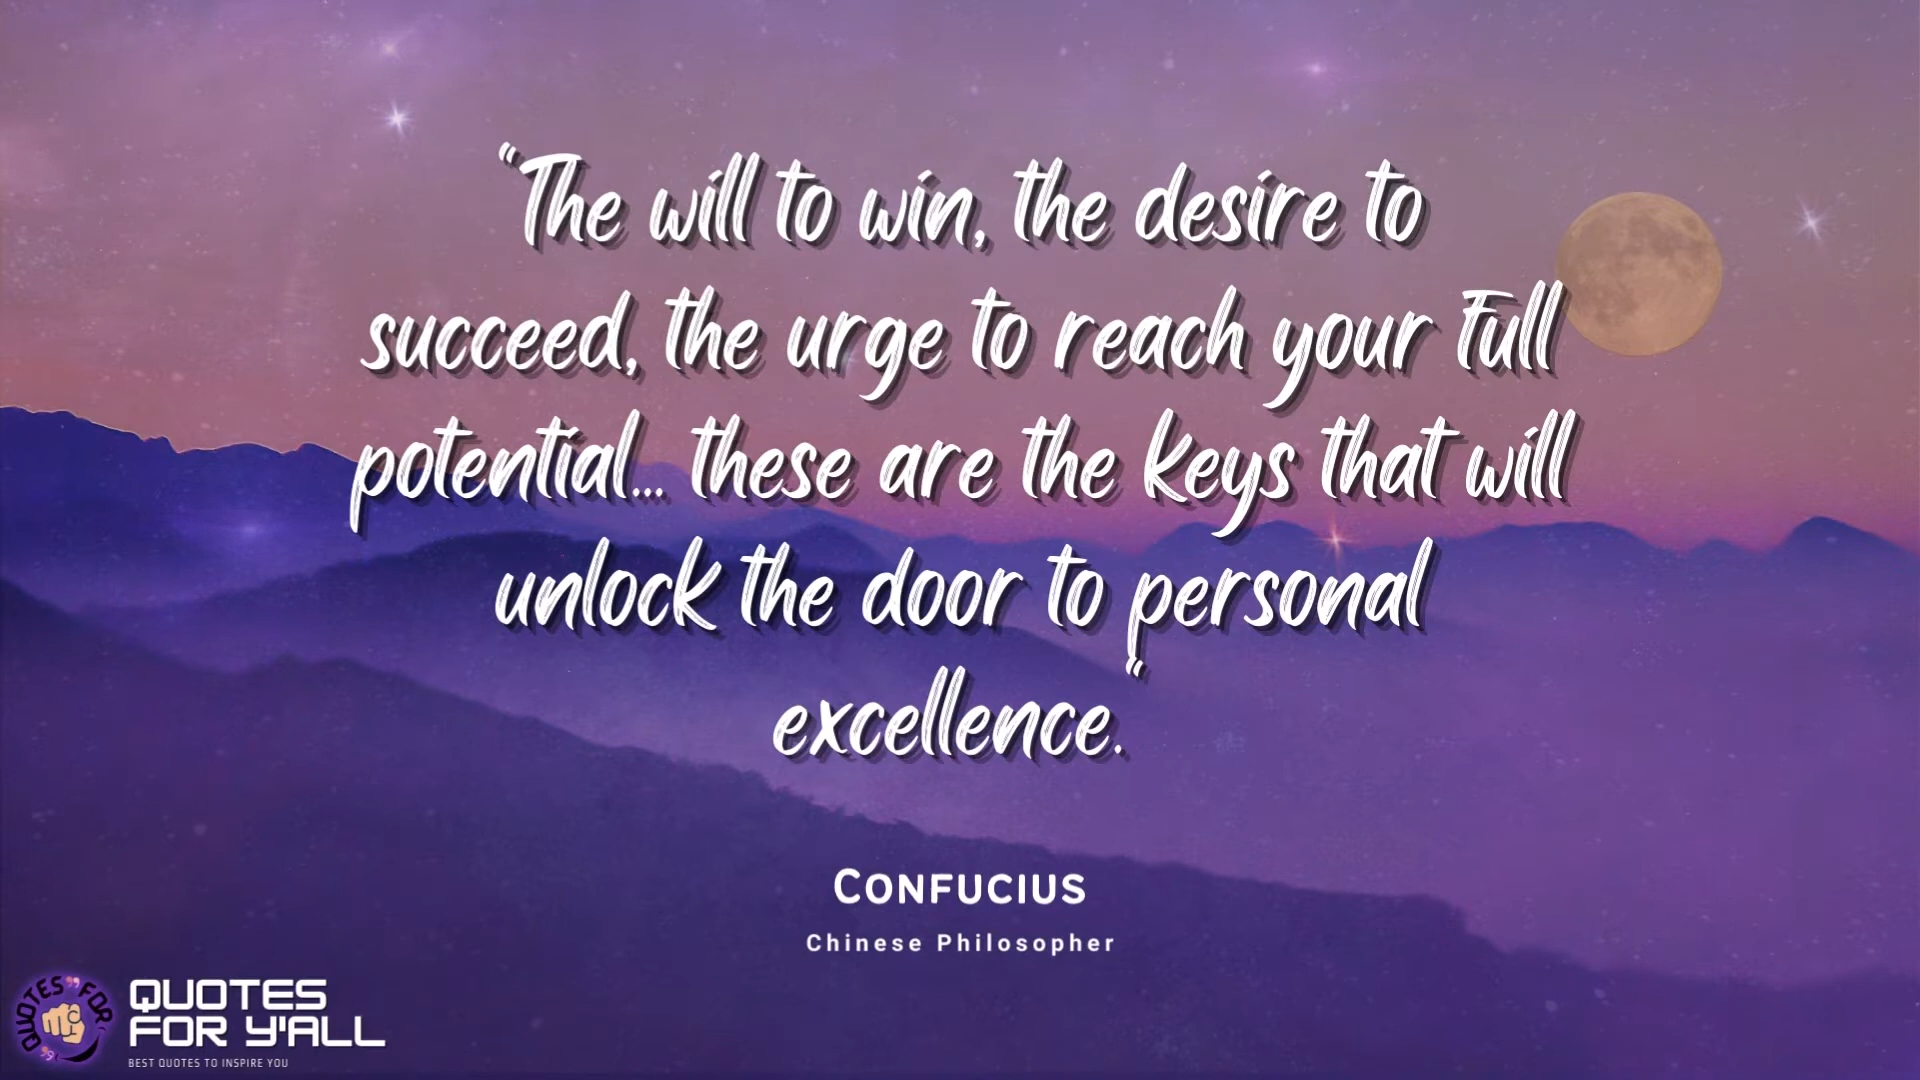 "The will to win, the desire to
succeed, the urge to reach your full
potential... these are the keys that will
unlock the door to personal
excellence."
Confucius
Chinese Philosopher
QUOTES FOR
QUOTES
FOR Y'ALL
BEST QUOTES TO INSPIRE YOU